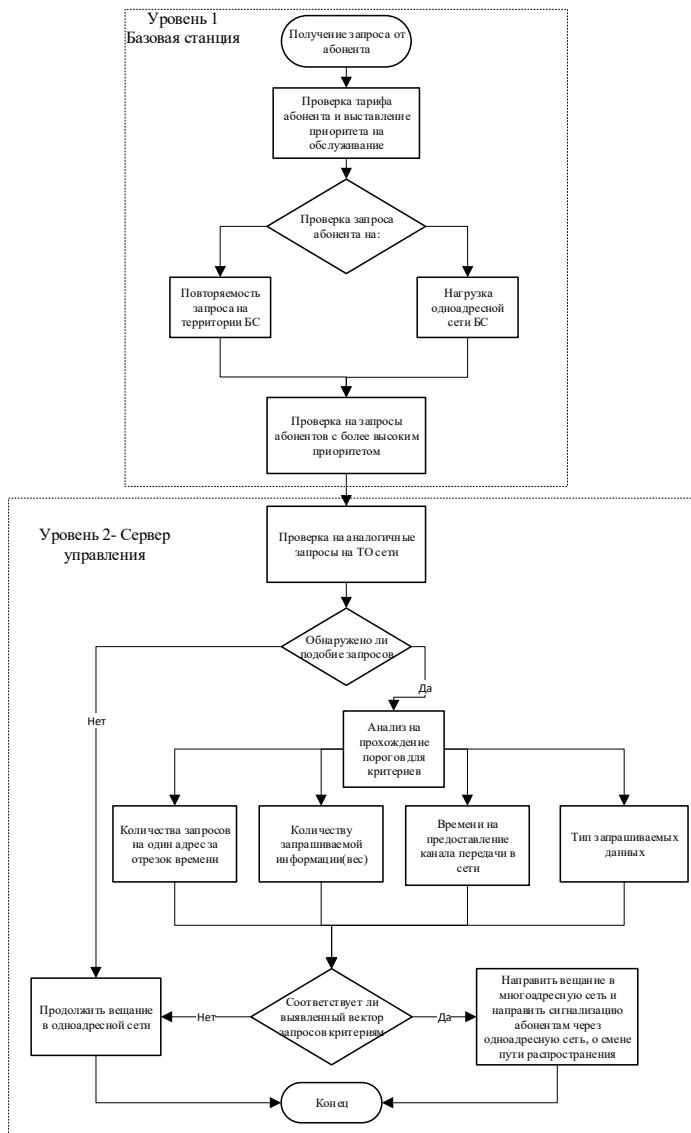 Уровень 1
Базовая станция
Получение запроса от
абонента
Проверка тарифа
абонента и выставление
приоритета на
обслуживание
Проверка запроса
абонента на:
Повторяемость
запроса на
территории БС
Нагрузка
одноадресной
сети БС
Проверка на запросы
абонентов с более высоким
приоритетом
Уровень 2- Сервер
управления
Проверка на аналогичные
запросы на ТО сети
Обнаружено ли
подобие запросов
Да
Нет
Анализ на
прохождение
порогов для
критериев
Количества запросов
на один адрес за
отрезок времени
Количеству
запрашиваемой
информации(вес)
Времени на
предоставление
канала передачи в
сети
Тип запрашиваемых
данных
Продолжить вещание
в одноадресной сети
Нет
Соответствует ли
выявленный вектор
запросов критериям
Да
Направить вещание в
многоадресную сеть и
направить сигнализацию
абонентам через
одноадресную сеть, о смене
пути распространения
Конец